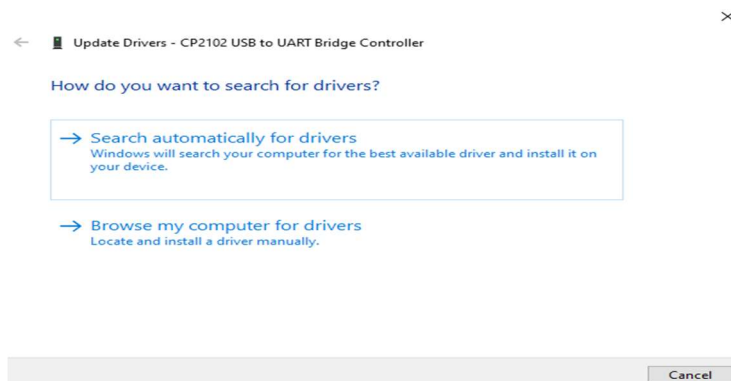 Update Drivers - CP2102 USB to UART Bridge Controller
How do you want to search for drivers?
Search automatically for drivers
Windows will search your computer for the best available driver and install it on
your device.
Browse my computer for drivers
Locate and install a driver manually.
Cancel